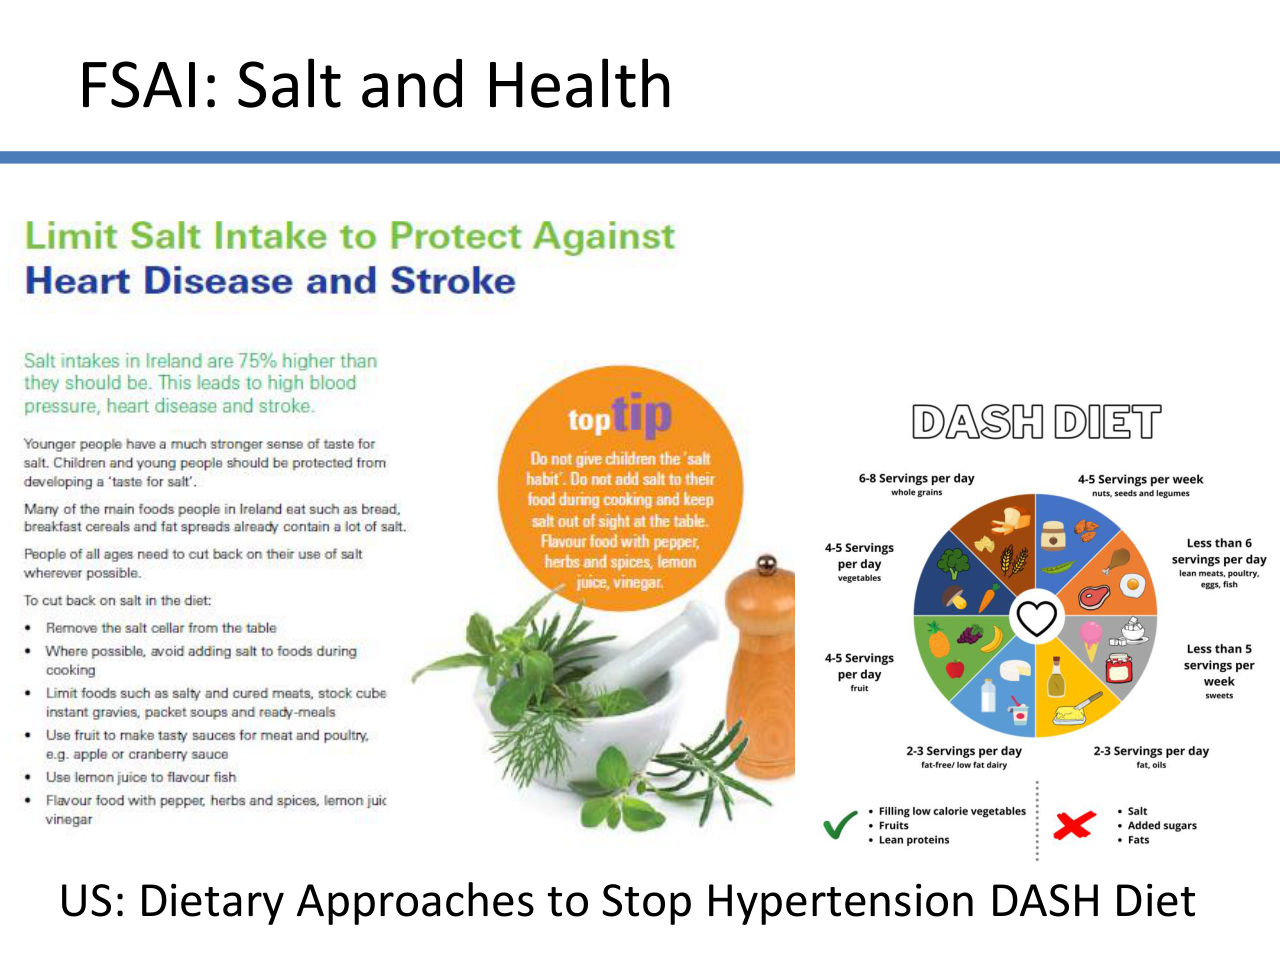 FSAI: Salt and Health
Limit Salt Intake to Protect Against
Heart Disease and Stroke
Salt intakes in Ireland are 75% higher than
they should be. This leads to high blood
pressure, heart disease and stroke.
Younger people have a much stronger sense of taste for
salt. Children and young people should be protected from
developing a ‘taste for salt’.
Many of the main foods people in Ireland eat such as bread,
breakfast cereals and fat spreads already contain a lot of salt.
People of all ages need to cut back on their use of salt
wherever possible.
To cut back on salt in the diet:
• Remove the salt cellar from the table
• Where possible, avoid adding salt to foods during
cooking
• Limit foods such as salty and cured meats, stock cube
instant gravies, packet soups and ready-meals
• Use fruit to make tasty sauces for meat and poultry,
e.g. apple or cranberry sauce
• Use lemon juice to flavour fish
• Flavour food with pepper, herbs and spices, lemon juic
vinegar
toptip
Do not give children the ‘salt
habit’. Do not add salt to their
food during cooking and keep
salt out of sight at the table.
Flavour food with pepper,
herbs and spices, lemon
juice, vinegar.
DASH DIET
6-8 Servings per day
whole grains
4-5 Servings per week
nuts, seeds and legumes
4-5 Servings
per day
vegetables
Less than 6
servings per day
lean meats, poultry,
eggs, fish
4-5 Servings
per day
fruit
Less than 5
servings per
week
sweets
2-3 Servings per day
fat-free/ low fat dairy
2-3 Servings per day
fat, oils
• Filling low calorie vegetables
• Fruits
• Lean proteins
• Salt
• Added sugars
• Fats
US: Dietary Approaches to Stop Hypertension DASH Diet